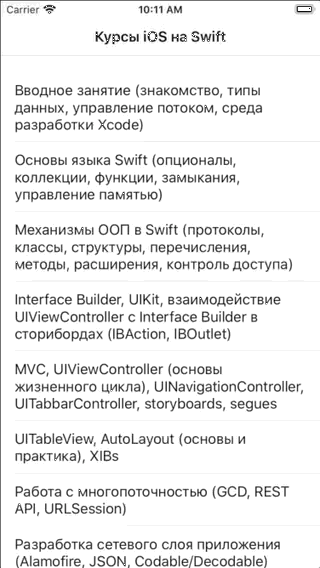 Carrier 10:11 AM
Курсы iOS на Swift
Вводное занятие (знакомство, типы
данных, управление потоком, среда
разработки Xcode)
Основы языка Swift (опционалы,
коллекции, функции, замыкания,
управление памятью)
Механизмы ООП в Swift (протоколы,
классы, структуры, перечисления,
методы, расширения, контроль доступа)
Interface Builder, UIKit, взаимодействие
UIViewController с Interface Builder в
сторибордах (IBAction, IBOutlet)
MVC, UIViewController (основы
жизненного цикла), UINavigationController,
UITabbarController, storyboards, segues
UITableView, AutoLayout (основы и
практика), XIBs
Работа с многопоточностью (GCD, REST
API, URLSession)
Разработка сетевого слоя приложения
(Alamofire, JSON, Codable/Decodable)